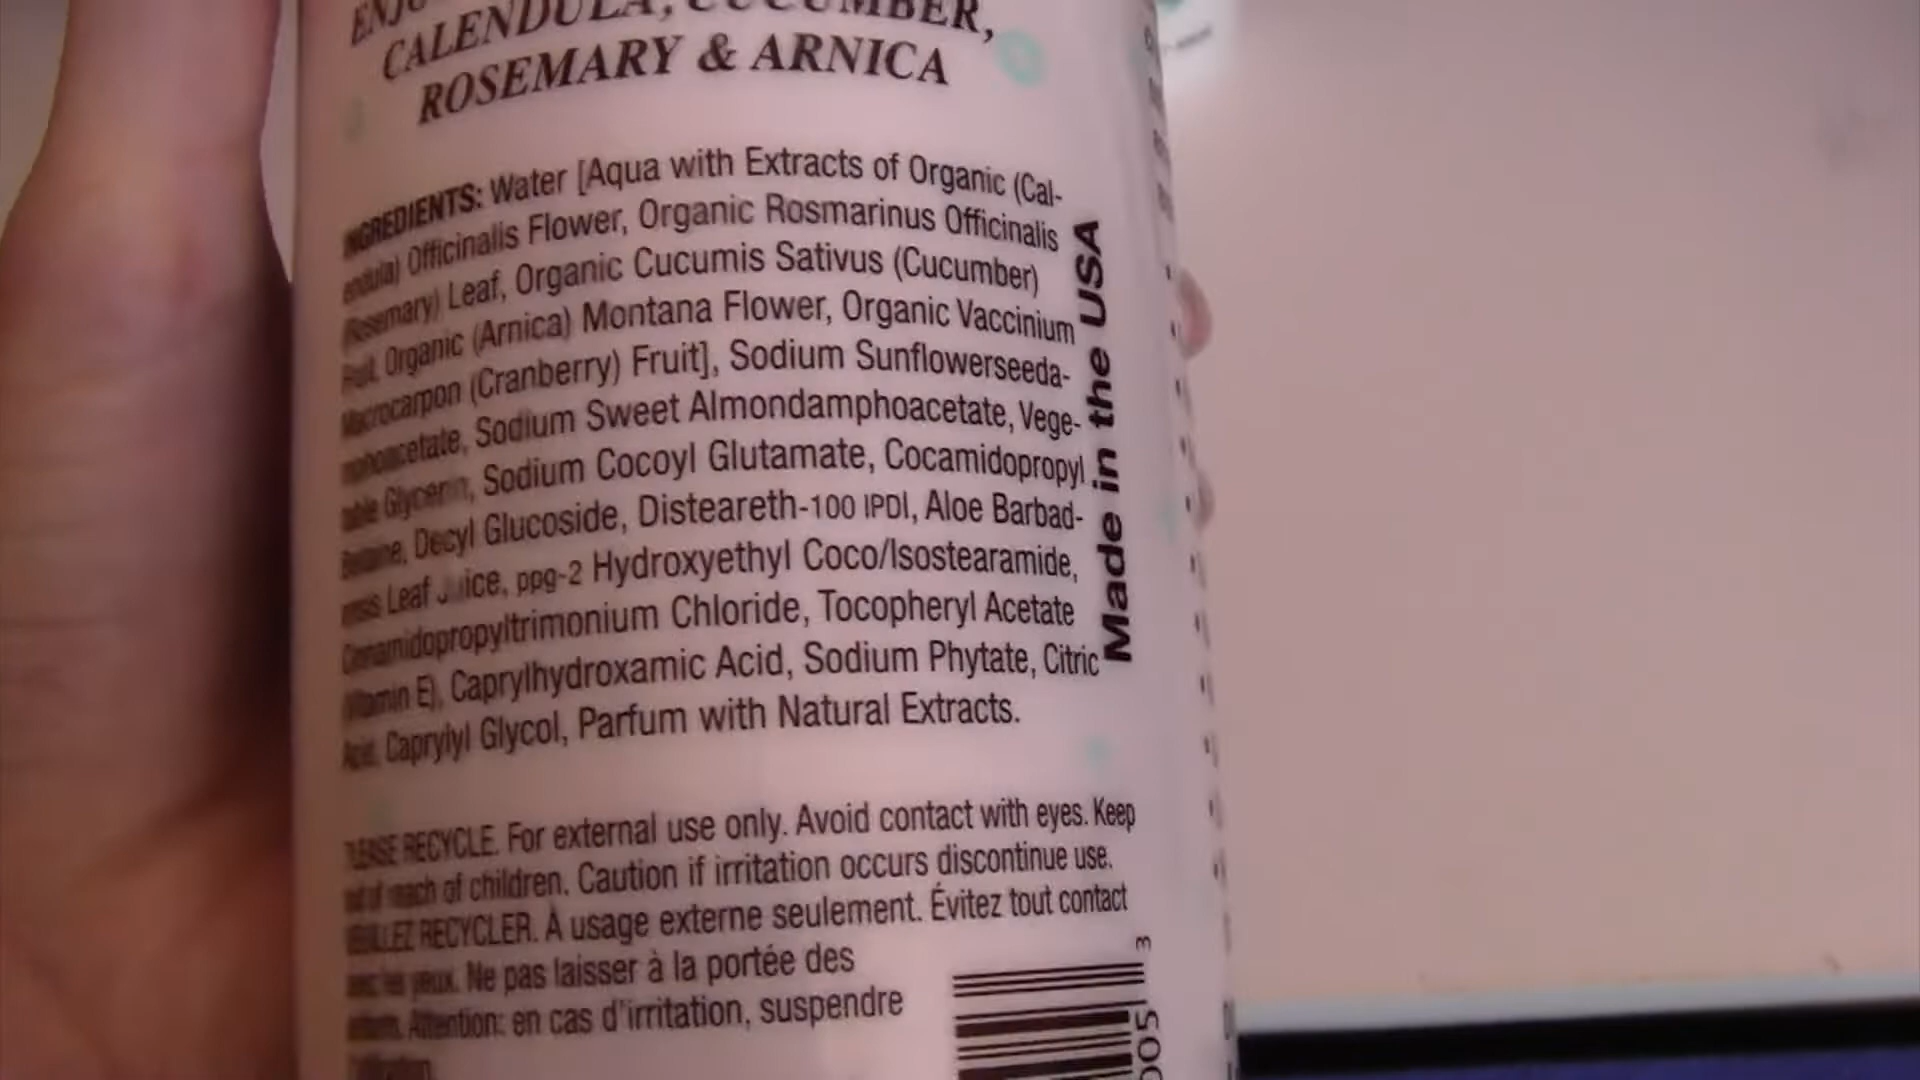 CALENDULA, CUCUMBER,
ROSEMARY & ARNICA
INGREDIENTS: Water [Aqua with Extracts of Organic (Cal-
endula) Officinalis Flower, Organic Rosmarinus Officinalis
(Rosemary) Leaf, Organic Cucumis Sativus (Cucumber)
Fruit, Organic (Arnica) Montana Flower, Organic Vaccinium
Macrocarpon (Cranberry) Fruit], Sodium Sunflowerseeda-
mphoacetate, Sodium Sweet Almondamphoacetate, Vege-
table Glycerin, Sodium Cocoyl Glutamate, Cocamidopropyl
Betaine, Decyl Glucoside, Disteareth-100 IPDI, Aloe Barbad-
ensis Leaf Juice, ppg-2 Hydroxyethyl Coco/Isostearamide,
Cinnamidopropyltrimonium Chloride, Tocopheryl Acetate
(Vitamin E), Caprylhydroxamic Acid, Sodium Phytate, Citric
Acid, Caprylyl Glycol, Parfum with Natural Extracts.
Made in the USA
PLEASE RECYCLE. For external use only. Avoid contact with eyes. Keep
out of reach of children. Caution if irritation occurs discontinue use.
VEUILLEZ RECYCLER. À usage externe seulement. Évitez tout contact
avec les yeux. Ne pas laisser à la portée des
enfants. Attention: en cas d'irritation, suspendre
3